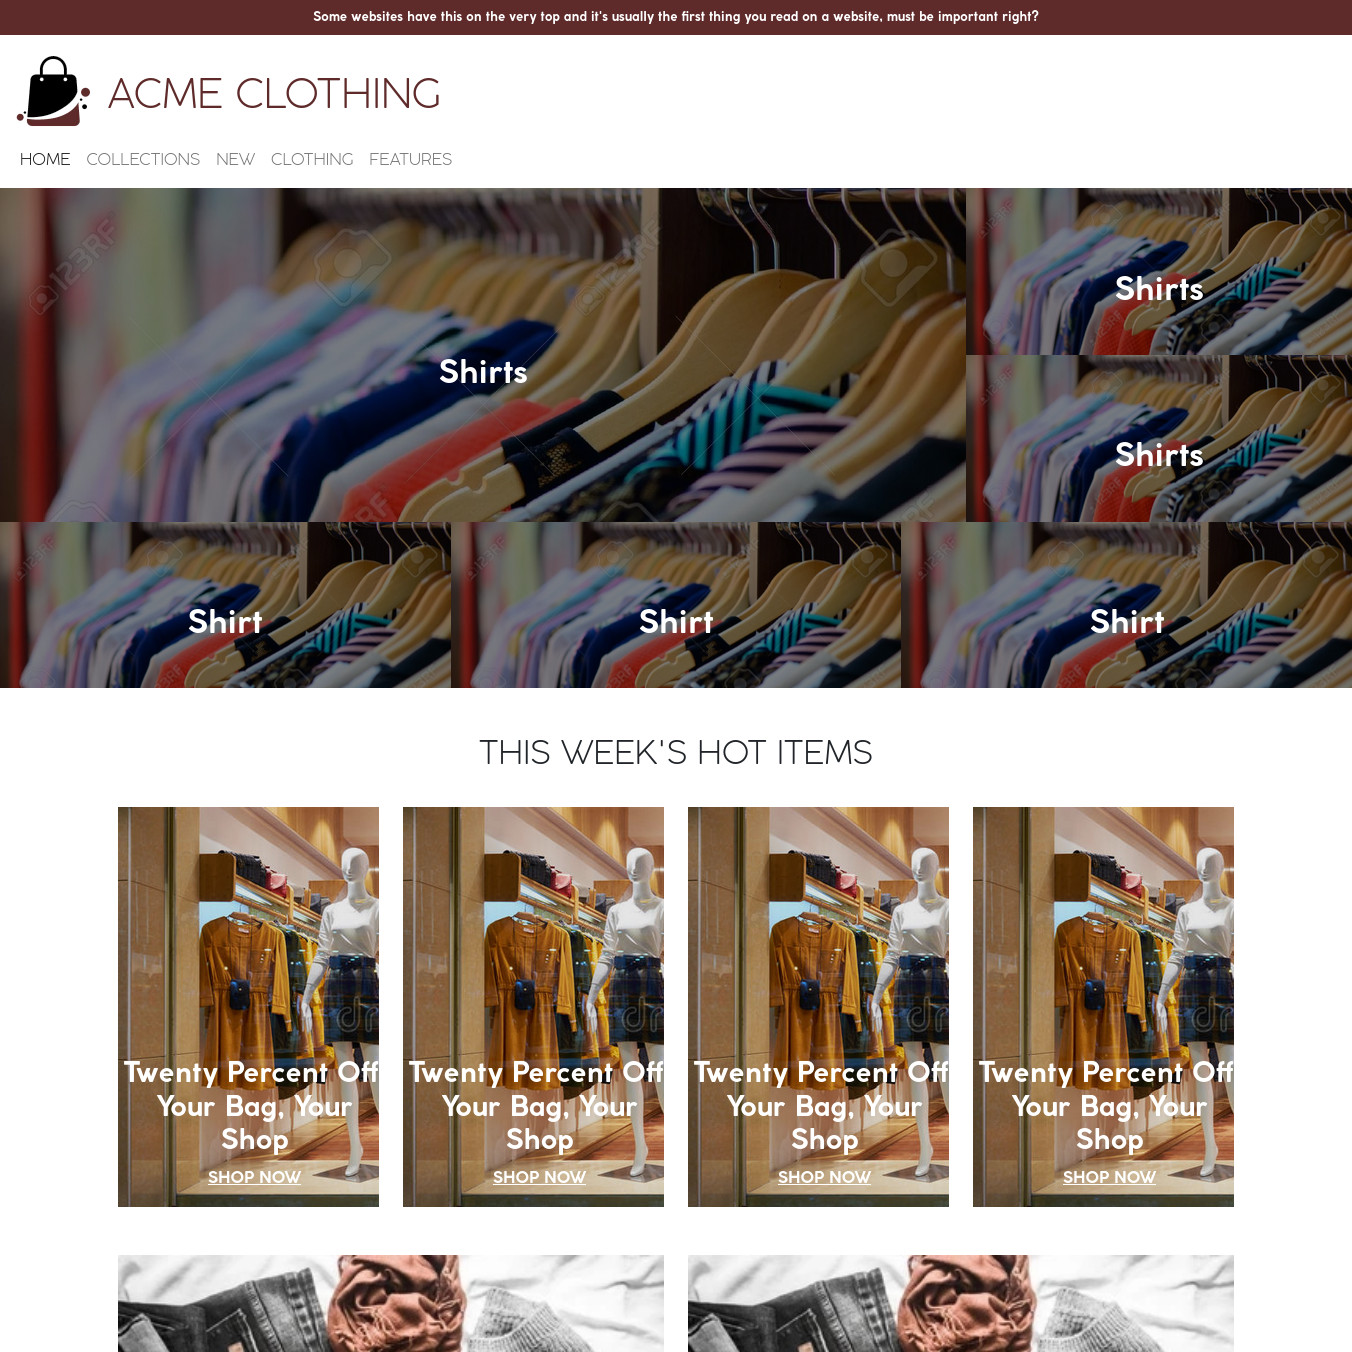 Some websites have this on the very top and it's usually the first thing you read on a website, must be important right?
ACME CLOTHING
HOME COLLECTIONS NEW CLOTHING FEATURES
123RF
123RF
Shirts
Shirts
Shirts
Shirt
Shirt
Shirt
THIS WEEK'S HOT ITEMS
Twenty Percent Off
Your Bag, Your
Shop
SHOP NOW
Twenty Percent Off
Your Bag, Your
Shop
SHOP NOW
Twenty Percent Off
Your Bag, Your
Shop
SHOP NOW
Twenty Percent Off
Your Bag, Your
Shop
SHOP NOW